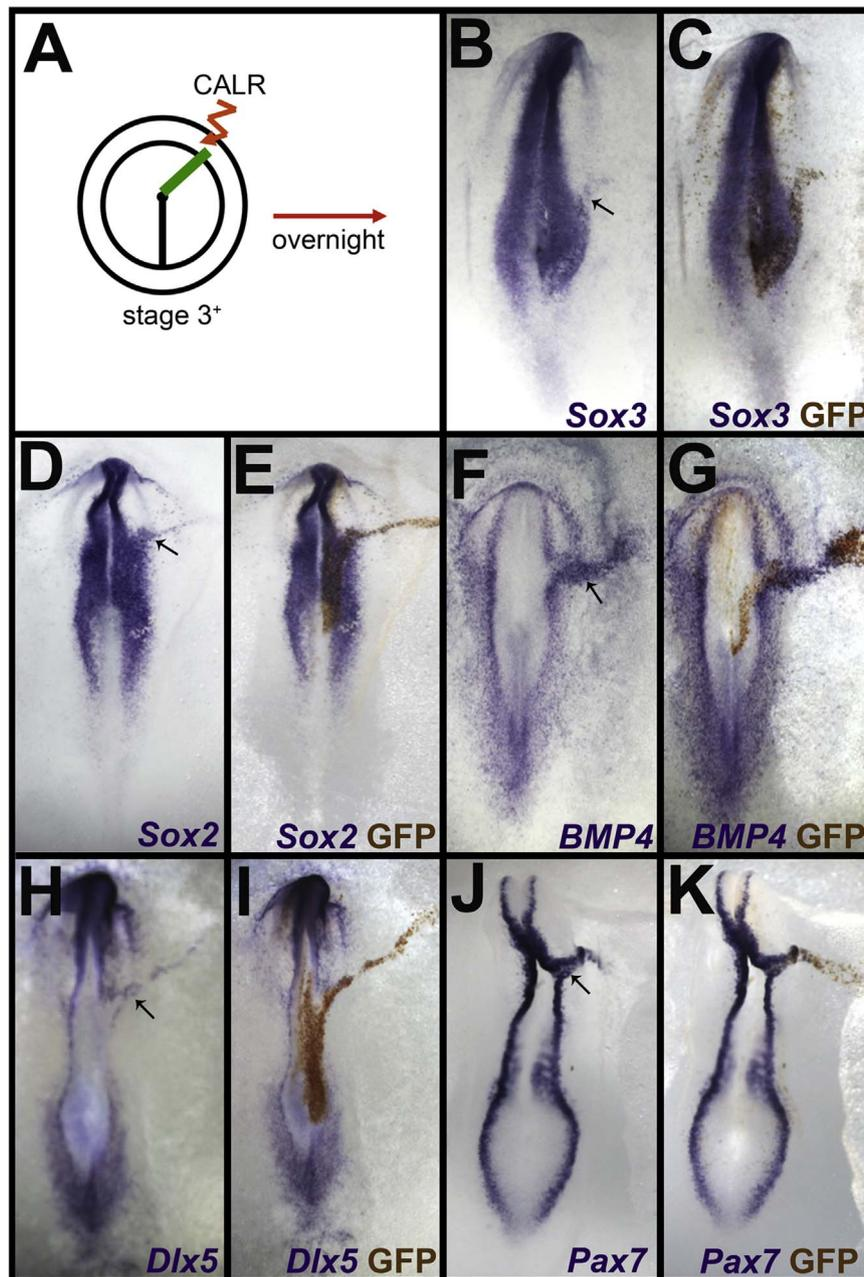 A
CALR
overnight
stage 3⁺
B
Sox3
C
Sox3 GFP
D
Sox2
E
Sox2 GFP
F
BMP4
G
BMP4 GFP
H
Dlx5
I
Dlx5 GFP
J
Pax7
K
Pax7 GFP